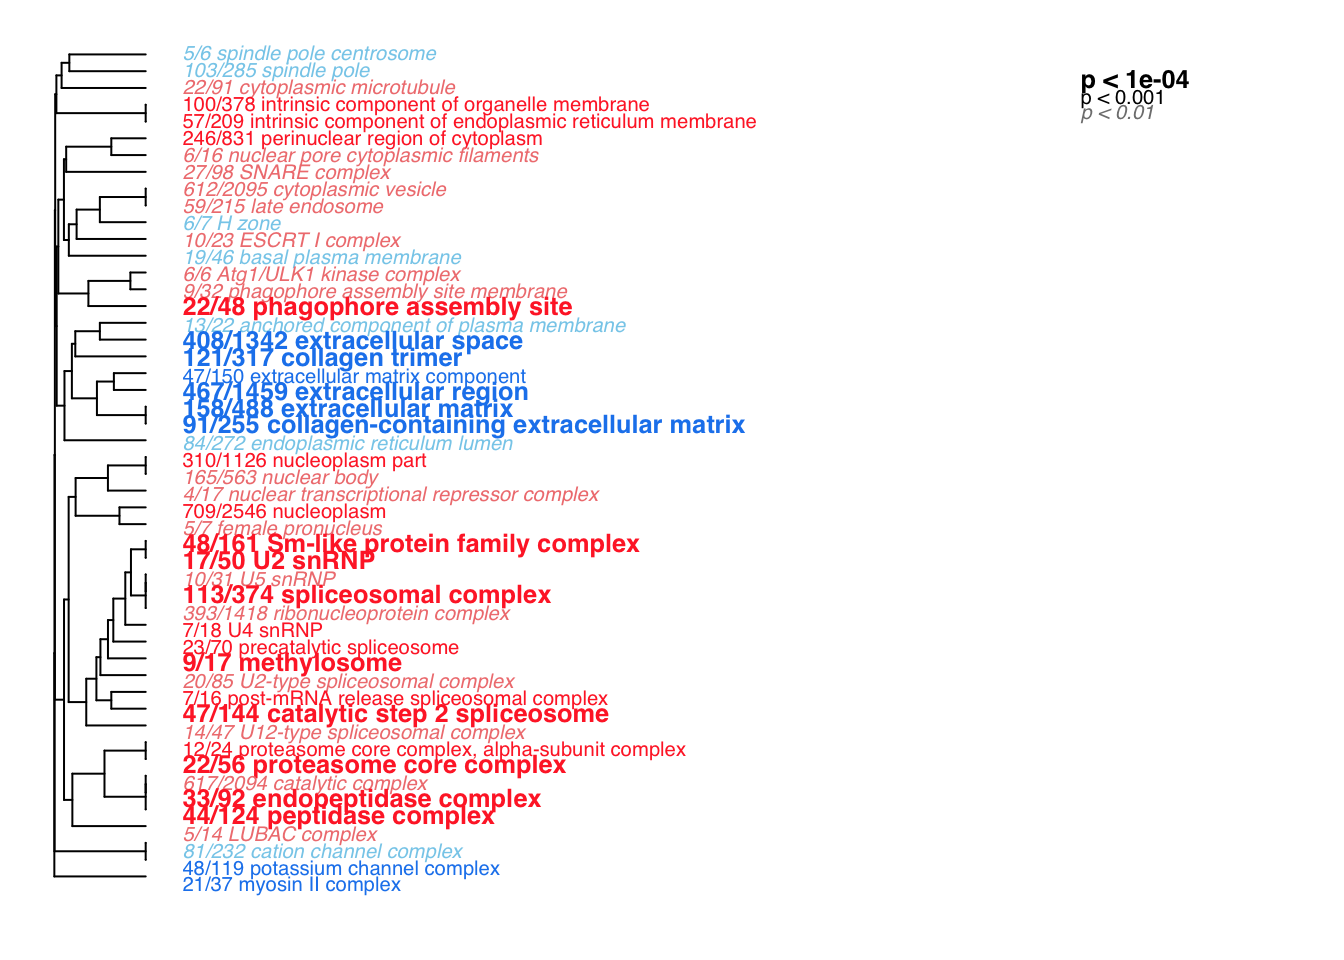 5/6 spindle pole centrosome
103/285 spindle pole
22/91 cytoplasmic microtubule
100/378 intrinsic component of organelle membrane
57/209 intrinsic component of endoplasmic reticulum membrane
246/831 perinuclear region of cytoplasm
6/16 nuclear pore cytoplasmic filaments
27/98 SNARE complex
612/2095 cytoplasmic vesicle
59/215 late endosome
6/7 H zone
10/23 ESCRT I complex
19/46 basal plasma membrane
6/6 Atg1/ULK1 kinase complex
9/32 phagophore assembly site membrane
22/48 phagophore assembly site
13/22 anchored component of plasma membrane
408/1342 extracellular space
121/317 collagen trimer
47/150 extracellular matrix component
467/1459 extracellular region
158/488 extracellular matrix
91/255 collagen-containing extracellular matrix
84/272 endoplasmic reticulum lumen
310/1126 nucleoplasm part
165/563 nuclear body
4/17 nuclear transcriptional repressor complex
709/2546 nucleoplasm
5/7 female pronucleus
48/161 Sm-like protein family complex
17/50 U2 snRNP
10/31 U5 snRNP
113/374 spliceosomal complex
393/1418 ribonucleoprotein complex
7/18 U4 snRNP
23/70 precatalytic spliceosome
9/17 methylosome
20/85 U2-type spliceosomal complex
7/16 post-mRNA release spliceosomal complex
47/144 catalytic step 2 spliceosome
14/47 U12-type spliceosomal complex
12/24 proteasome core complex, alpha-subunit complex
22/56 proteasome core complex
617/2094 catalytic complex
33/92 endopeptidase complex
44/124 peptidase complex
5/14 LUBAC complex
81/232 cation channel complex
48/119 potassium channel complex
21/37 myosin II complex
p < 1e-04
p < 0.001
p < 0.01